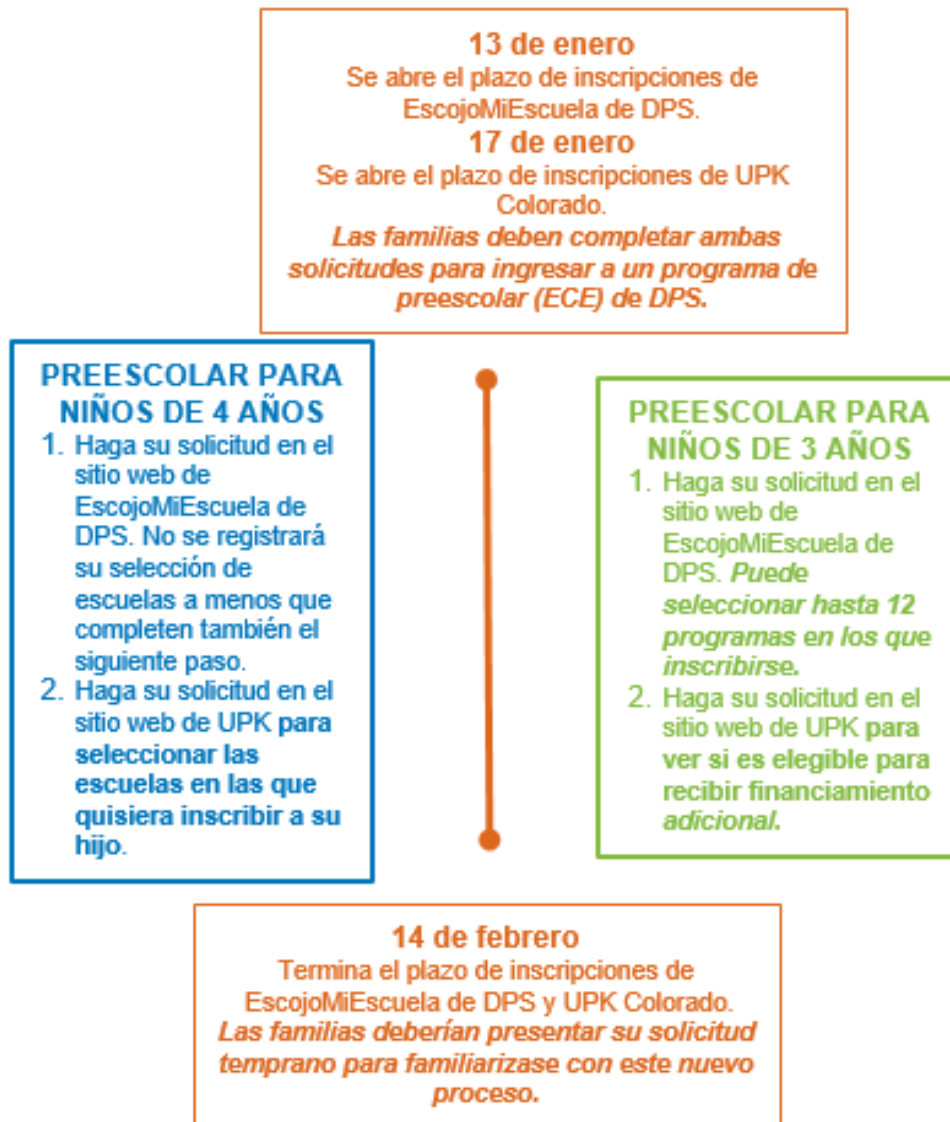 13 de enero
Se abre el plazo de inscripciones de
EscojoMiEscuela de DPS.
17 de enero
Se abre el plazo de inscripciones de UPK
Colorado.
Las familias deben completar ambas
solicitudes para ingresar a un programa de
preescolar (ECE) de DPS.
PREESCOLAR PARA
NIÑOS DE 4 AÑOS
1. Haga su solicitud en el
sitio web de
EscojoMiEscuela de
DPS. No se registrará
su selección de
escuelas a menos que
completen también el
siguiente paso.
2. Haga su solicitud en el
sitio web de UPK para
seleccionar las
escuelas en las que
quisiera inscribir a su
hijo.
PREESCOLAR PARA
NIÑOS DE 3 AÑOS
1. Haga su solicitud en el
sitio web de
EscojoMiEscuela de
DPS. Puede
seleccionar hasta 12
programas en los que
inscribirse.
2. Haga su solicitud en el
sitio web de UPK para
ver si es elegible para
recibir financiamiento
adicional.
14 de febrero
Termina el plazo de inscripciones de
EscojoMiEscuela de DPS y UPK Colorado.
Las familias deberían presentar su solicitud
temprano para familiarizase con este nuevo
proceso.